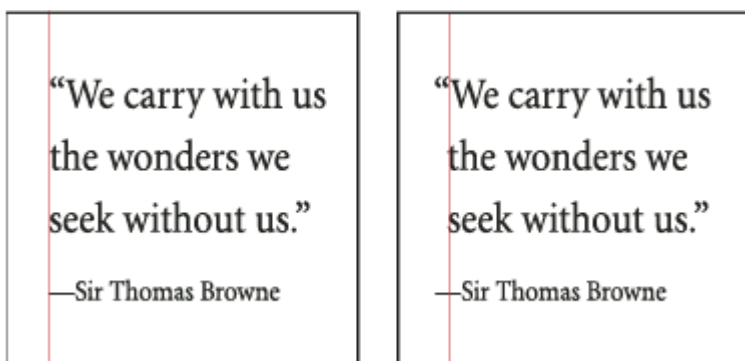 “We carry with us
the wonders we
seek without us.”
—Sir Thomas Browne
“We carry with us
the wonders we
seek without us.”
—Sir Thomas Browne